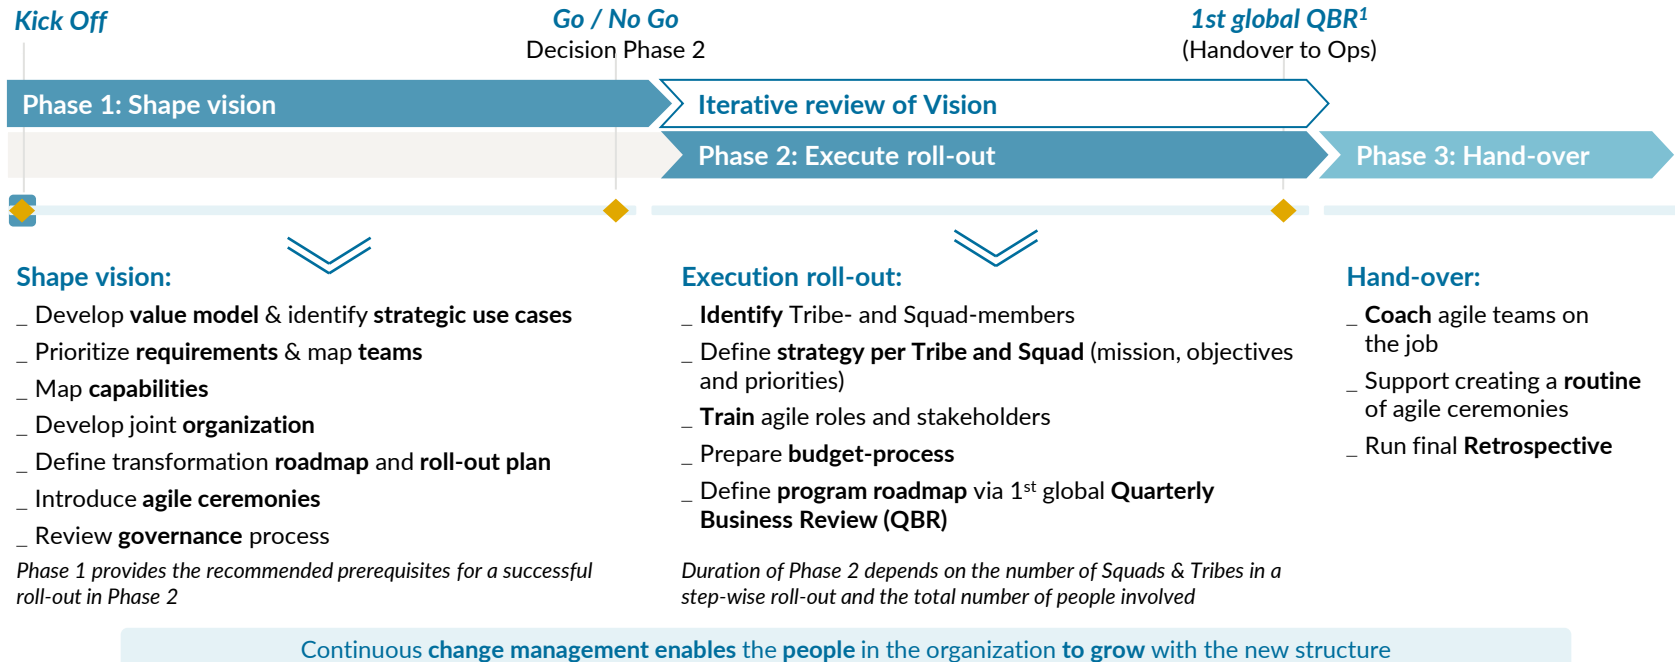 Kick Off
Go / No Go
Decision Phase 2
1st global QBR¹
(Handover to Ops)
Phase 1: Shape vision
Iterative review of Vision
Phase 2: Execute roll-out
Phase 3: Hand-over
Shape vision:
_ Develop value model & identify strategic use cases
_ Prioritize requirements & map teams
_ Map capabilities
_ Develop joint organization
_ Define transformation roadmap and roll-out plan
_ Introduce agile ceremonies
_ Review governance process
Phase 1 provides the recommended prerequisites for a successful
roll-out in Phase 2
Execution roll-out:
_ Identify Tribe- and Squad-members
_ Define strategy per Tribe and Squad (mission, objectives
and priorities)
_ Train agile roles and stakeholders
_ Prepare budget-process
_ Define program roadmap via 1st global Quarterly
Business Review (QBR)
Duration of Phase 2 depends on the number of Squads & Tribes in a
step-wise roll-out and the total number of people involved
Hand-over:
_ Coach agile teams on
the job
_ Support creating a routine
of agile ceremonies
_ Run final Retrospective
Continuous change management enables the people in the organization to grow with the new structure